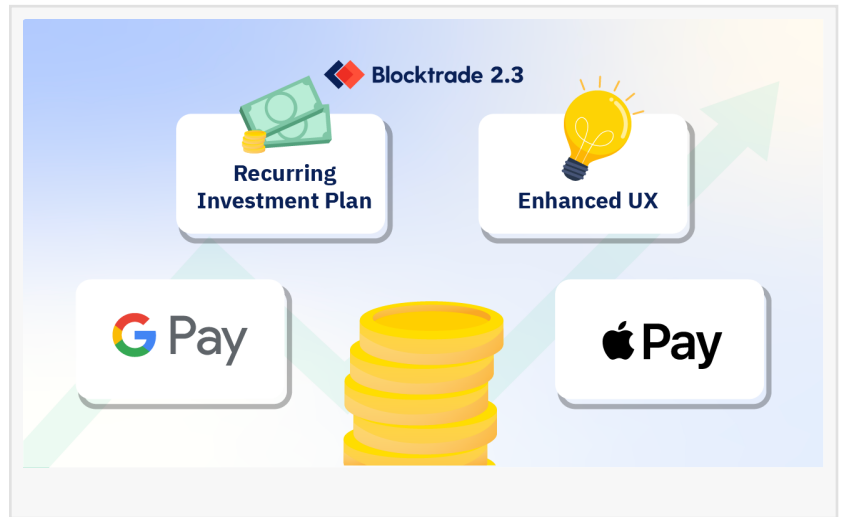 Blocktrade 2.3
Recurring
Investment Plan
Enhanced UX
G Pay
Pay